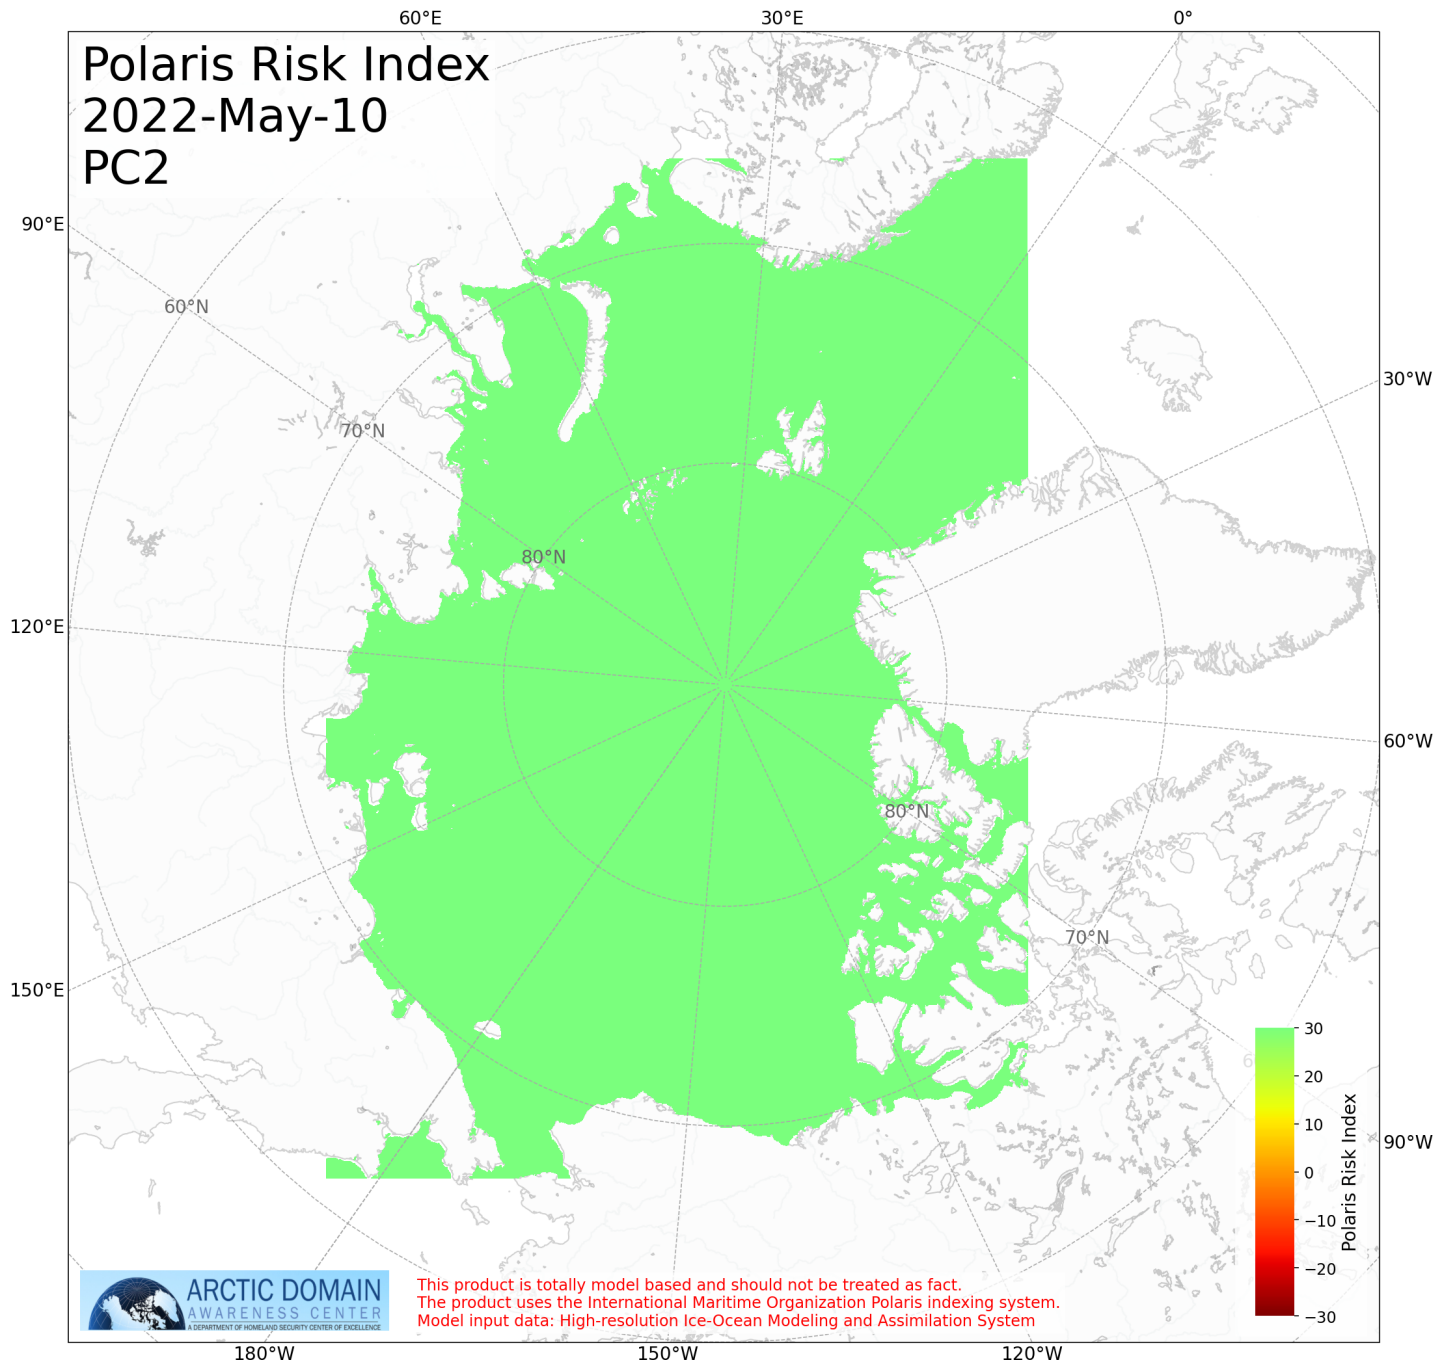 60°E
30°E
0°
Polaris Risk Index
2022-May-10
PC2
90°E
60°N
30°W
70°N
80°N
120°E
60°W
80°N
70°N
150°E
30
20
10
0
−10
−20
−30
Polaris Risk Index
90°W
ARCTIC DOMAIN
AWARENESS CENTER
A DEPARTMENT OF HOMELAND SECURITY CENTER OF EXCELLENCE
This product is totally model based and should not be treated as fact.
The product uses the International Maritime Organization Polaris indexing system.
Model input data: High-resolution Ice-Ocean Modeling and Assimilation System
180°W
150°W
120°W